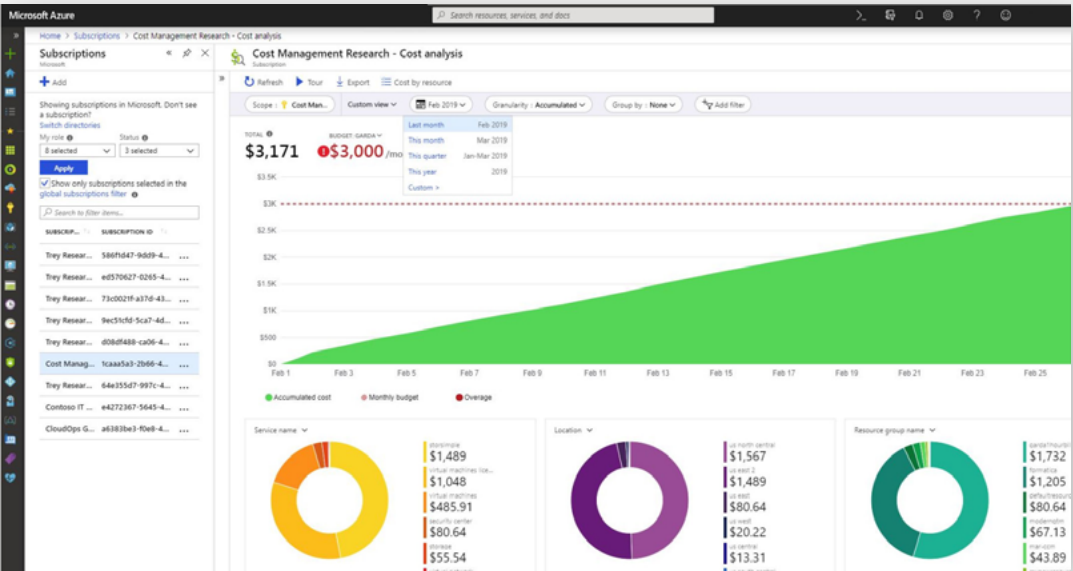 Microsoft Azure
Search resources, services, and docs
Home > Subscriptions > Cost Management Research - Cost analysis
Subscriptions
Microsoft
Add
Showing subscriptions in Microsoft. Don't see
a subscription?
Switch directories
My role
Status
8 selected
3 selected
Apply
Show only subscriptions selected in the
global subscriptions filter
Search to filter items...
SUBSCRIP...
SUBSCRIPTION ID
Trey Resear... 586f1d47-9dd9-4... ...
Trey Resear... ed570627-0265-4... ...
Trey Resear... 73c0021f-a37d-43... ...
Trey Resear... 9ec51cfd-5ca7-4d... ...
Trey Resear... d08df488-ca06-4... ...
Cost Manag... 1caaa5a3-2b66-4... ...
Trey Resear... 64e355d7-997c-4... ...
Contoso IT ... e4272367-5645-4... ...
CloudOps G... a6383be3-f0e8-4... ...
Cost Management Research - Cost analysis
Subscription
Refresh
Tour
Export
Cost by resource
Scope : Cost Man...
Custom view
Feb 2019
Granularity : Accumulated
Group by : None
Add filter
Last month Feb 2019
This month Mar 2019
This quarter Jan-Mar 2019
This year 2019
Custom >
TOTAL
$3,171
BUDGET: GARDA
$3,000 /mo
$3.5K
$3K
$2.5K
$2K
$1.5K
$1K
$500
$0
Feb 1
Feb 3
Feb 5
Feb 7
Feb 9
Feb 11
Feb 13
Feb 15
Feb 17
Feb 19
Feb 21
Feb 23
Feb 25
Accumulated cost
Monthly budget
Overage
Service name
storsimple
$1,489
virtual machines lice...
$1,048
virtual machines
$485.91
security center
$80.64
storage
$55.54
Location
us north central
$1,567
us east 2
$1,489
us east
$80.64
us west
$20.22
us central
$13.31
Resource group name
$1,732
formatica
$1,205
defaultresourc
$80.64
$67.13
mar-com
$43.89